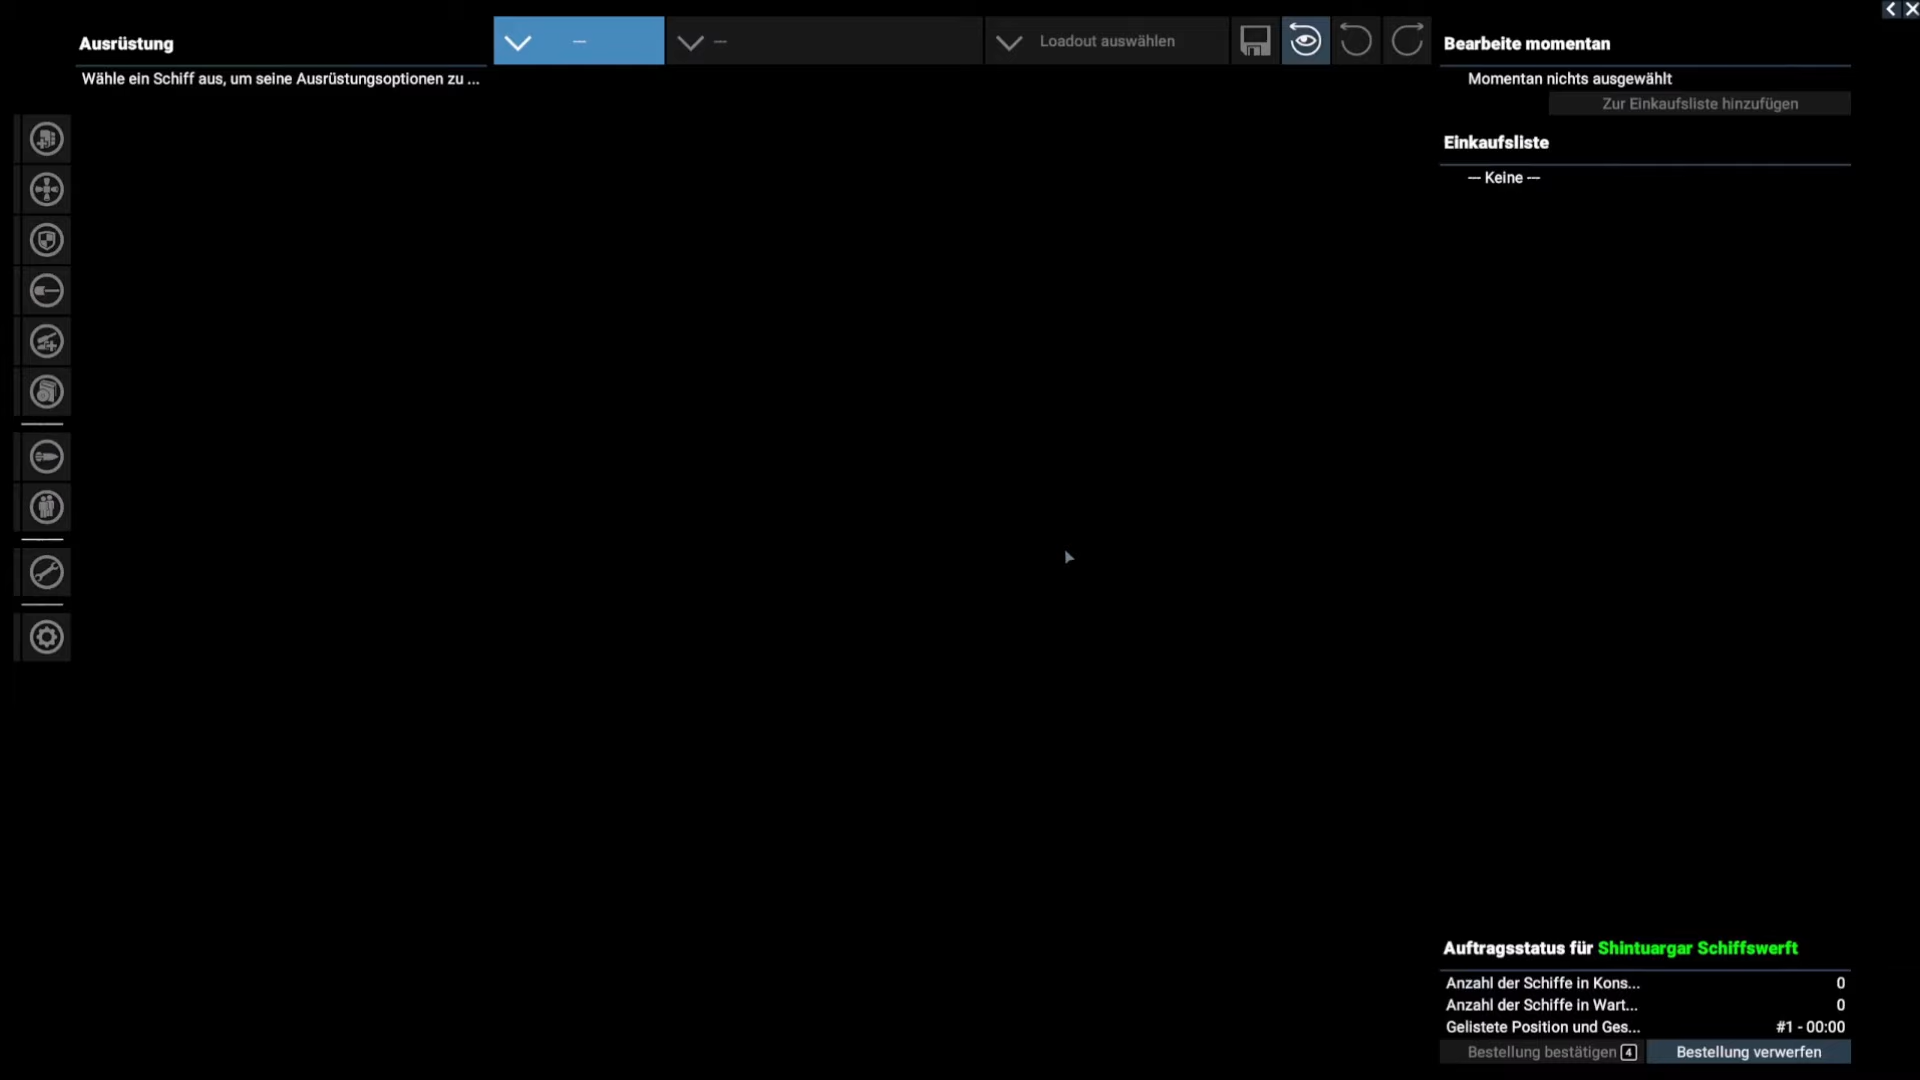 Ausrüstung
Wähle ein Schiff aus, um seine Ausrüstungsoptionen zu ...
---
---
Loadout auswählen
Bearbeite momentan
Momentan nichts ausgewählt
Zur Einkaufsliste hinzufügen
Einkaufsliste
--- Keine ---
Auftragsstatus für Shintuargar Schiffswerft
Anzahl der Schiffe in Kons... 0
Anzahl der Schiffe in Wart... 0
Gelistete Position und Ges... #1 - 00:00
Bestellung bestätigen 4
Bestellung verwerfen